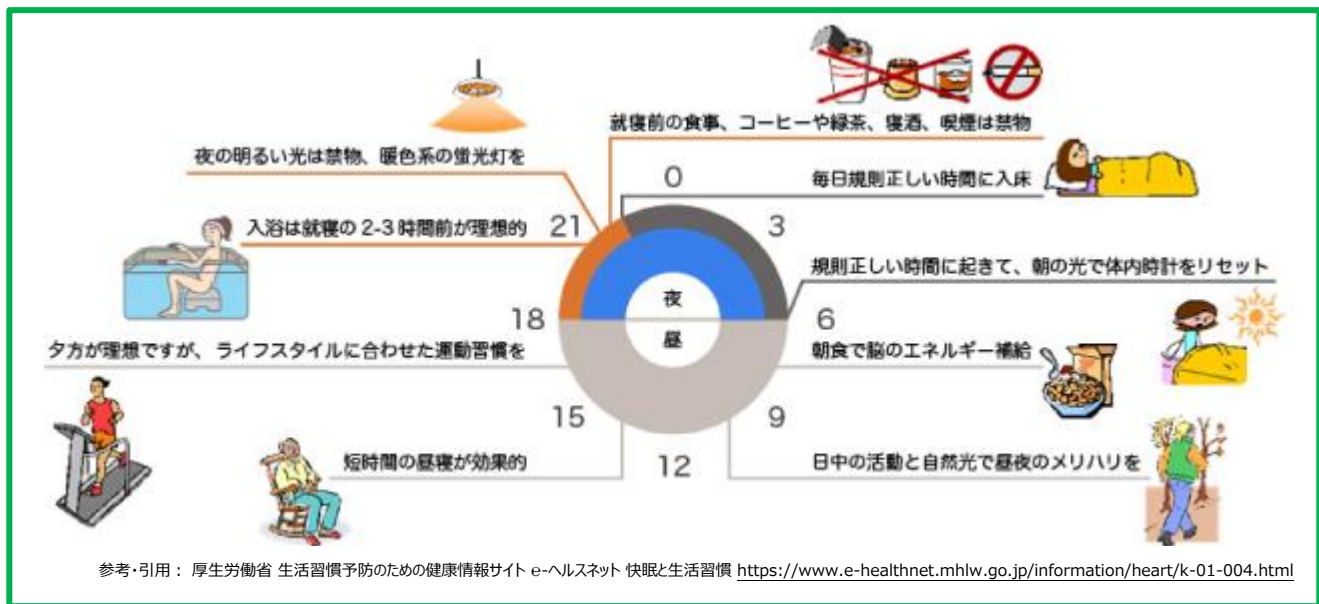 就寝前の食事、コーヒーや緑茶、寝酒、喫煙は禁物
夜の明るい光は禁物、暖色系の蛍光灯を
0
毎日規則正しい時間に入床
入浴は就寝の2-3時間前が理想的
21
3
規則正しい時間に起きて、朝の光で体内時計をリセット
夜
18
6
昼
夕方が理想ですが、ライフスタイルに合わせた運動習慣を
朝食で脳のエネルギー補給
15
9
短時間の昼寝が効果的
12
日中の活動と自然光で昼夜のメリハリを
参考・引用： 厚生労働省 生活習慣予防のための健康情報サイト e-ヘルスネット 快眠と生活習慣 https://www.e-healthnet.mhlw.go.jp/information/heart/k-01-004.html